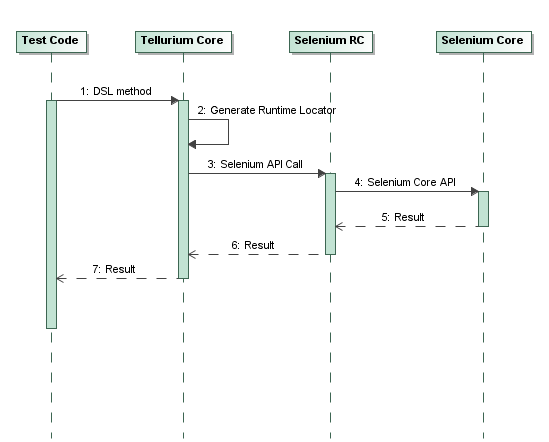 Test Code
Tellurium Core
Selenium RC
Selenium Core
1: DSL method
2: Generate Runtime Locator
3: Selenium API Call
4: Selenium Core API
5: Result
6: Result
7: Result